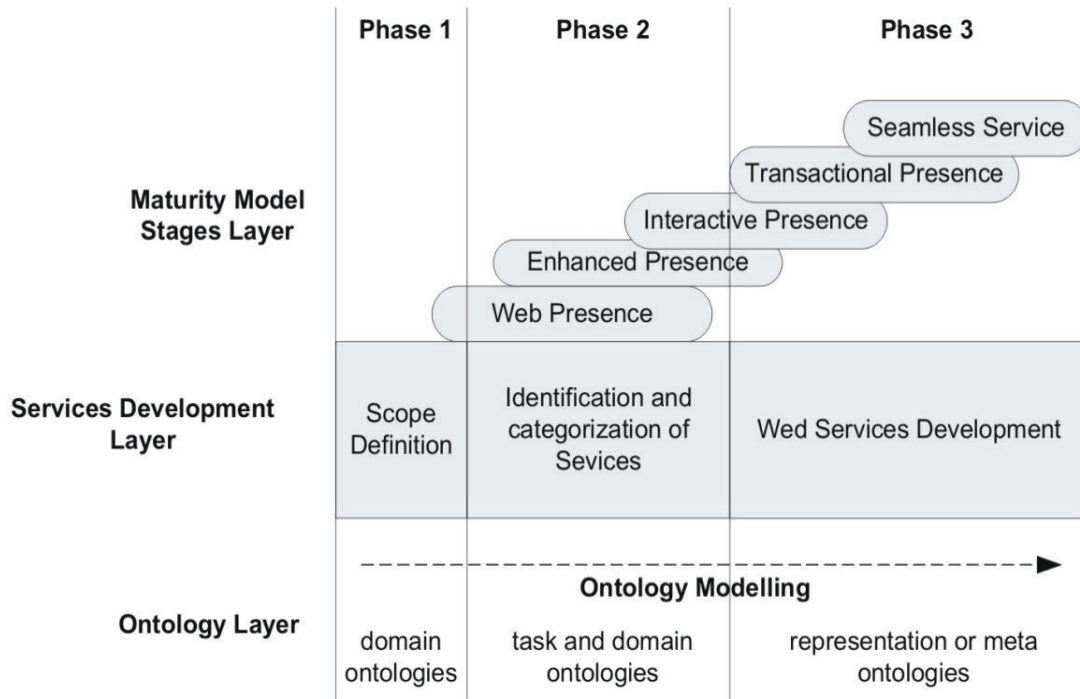 Phase 1
Phase 2
Phase 3
Seamless Service
Transactional Presence
Maturity Model
Stages Layer
Interactive Presence
Enhanced Presence
Web Presence
Services Development
Layer
Scope
Definition
Identification and
categorization of
Sevices
Wed Services Development
Ontology Modelling
Ontology Layer
domain
ontologies
task and domain
ontologies
representation or meta
ontologies